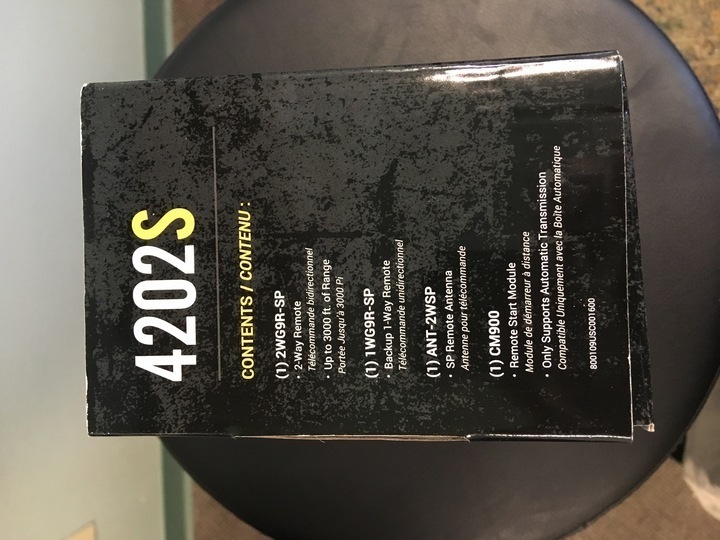 4202S
CONTENTS / CONTENU :
(1) 2WG9R-SP
• 2-Way Remote
Télécommande bidirectionnel
• Up to 3000 ft. of Range
Portée Jusqu'à 3000 Pi
(1) 1WG9R-SP
• Backup 1-Way Remote
Télécommande unidirectionnel
(1) ANT-2WSP
• SP Remote Antenna
Antenne pour télécommande
(1) CM900
• Remote Start Module
Module de démarreur à distance
• Only Supports Automatic Transmission
Compatible Uniquement avec la Boîte Automatique
800109USC001600